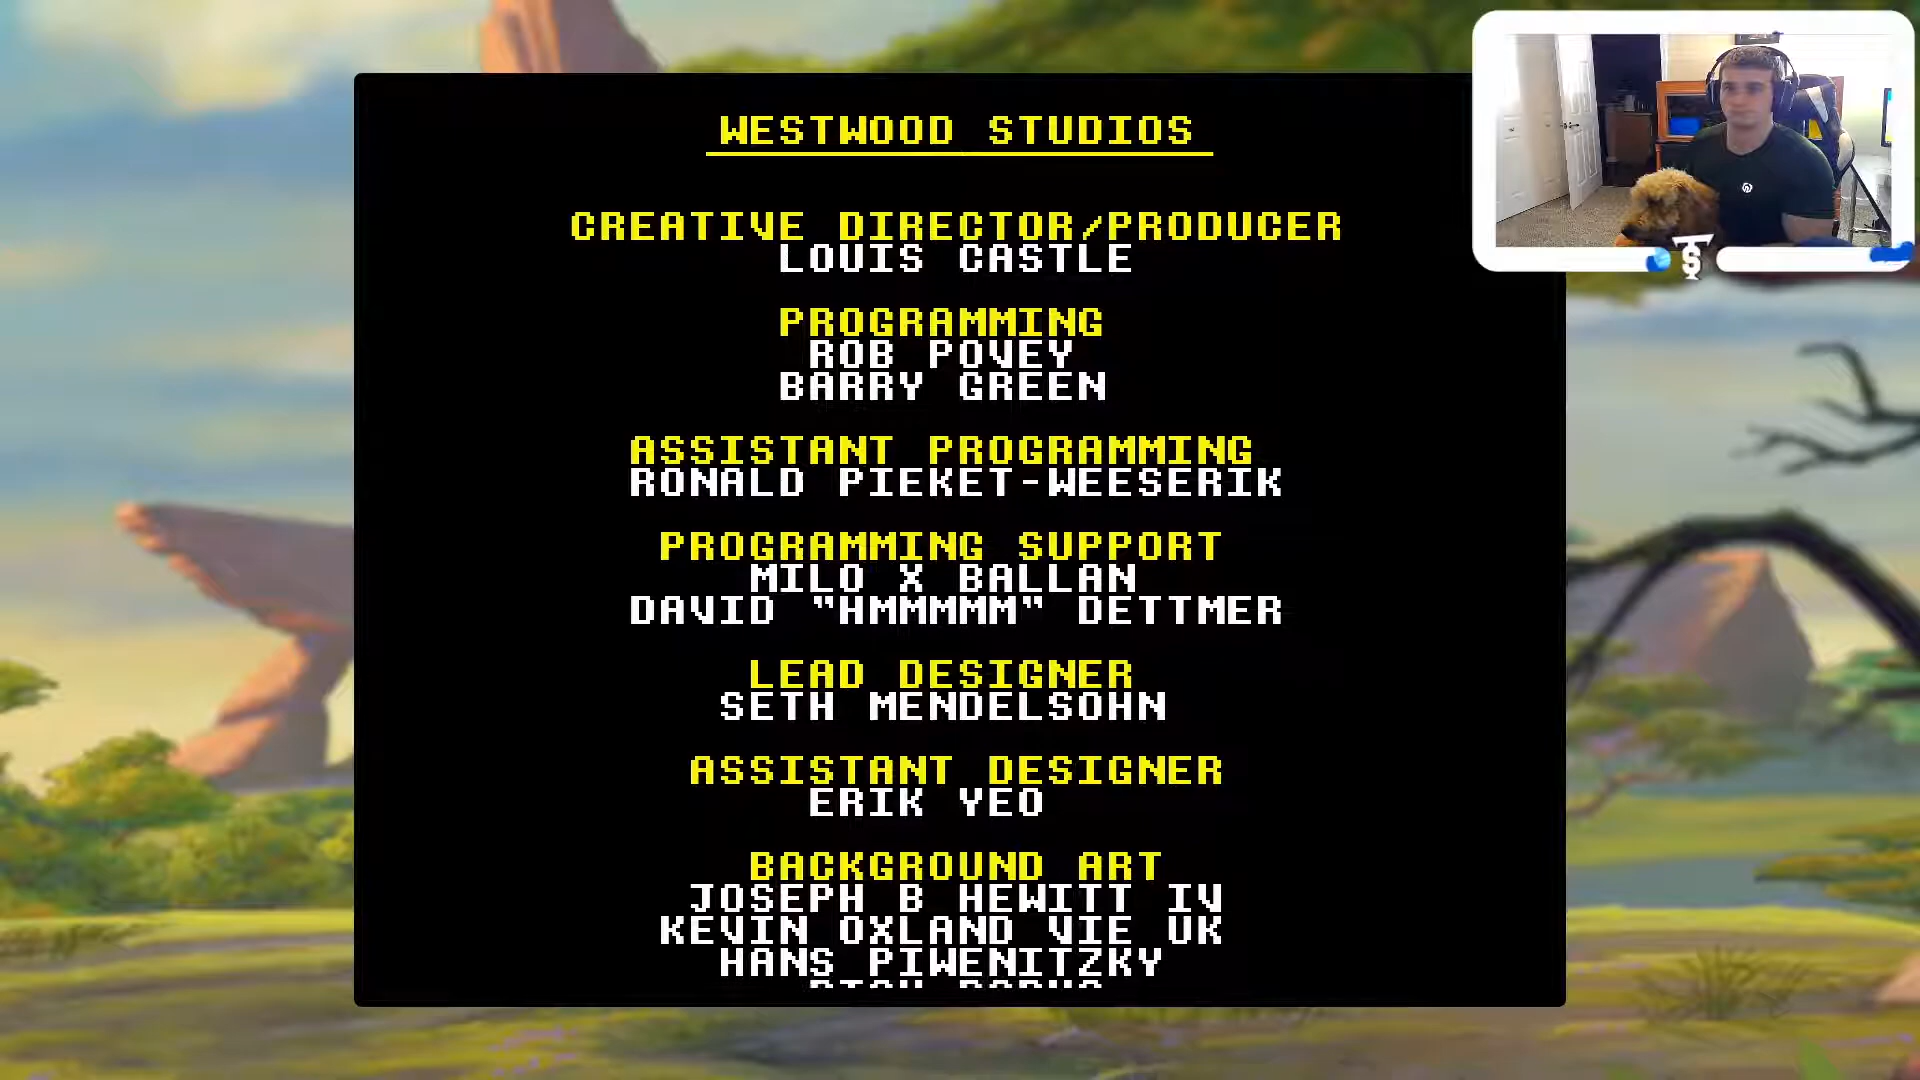 WESTWOOD STUDIOS
CREATIVE DIRECTOR/PRODUCER
LOUIS CASTLE
PROGRAMMING
ROB POVEY
BARRY GREEN
ASSISTANT PROGRAMMING
RONALD PIEKET-WEESERIK
PROGRAMMING SUPPORT
MILO X BALLAN
DAVID "HMMMMM" DETTMER
LEAD DESIGNER
SETH MENDELSOHN
ASSISTANT DESIGNER
ERIK YEO
BACKGROUND ART
JOSEPH B HEWITT IV
KEVIN OXLAND VIE UK
HANS PIWENITZKY